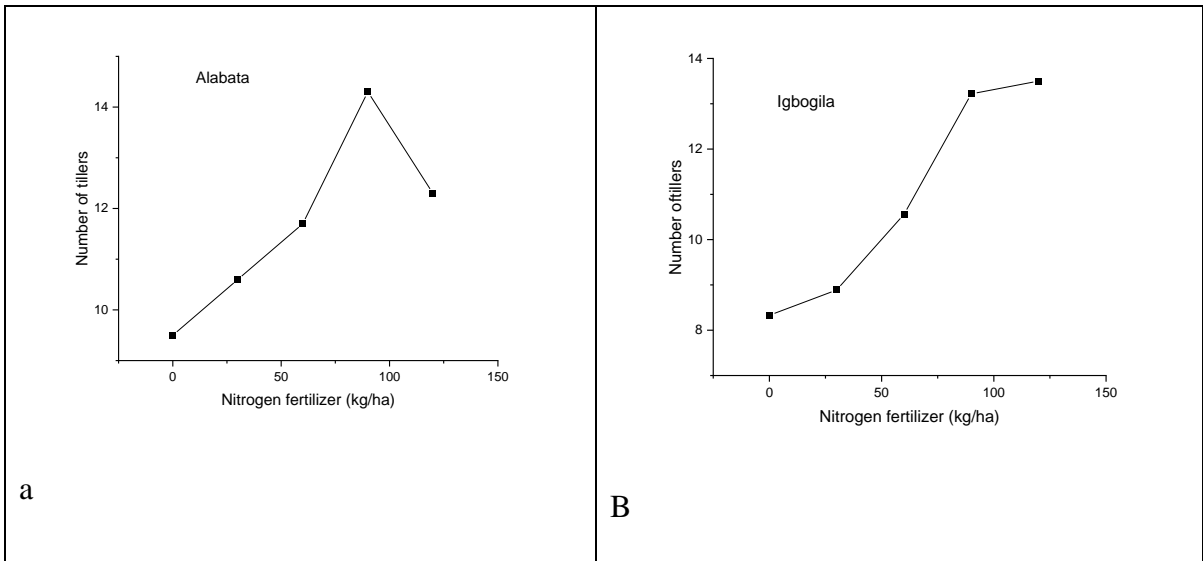 Alabata
14
12
10
Number of tillers
0
50
100
150
Nitrogen fertilizer (kg/ha)
a
Igbogila
14
12
10
8
Number oftillers
0
50
100
150
Nitrogen fertilizer (kg/ha)
B